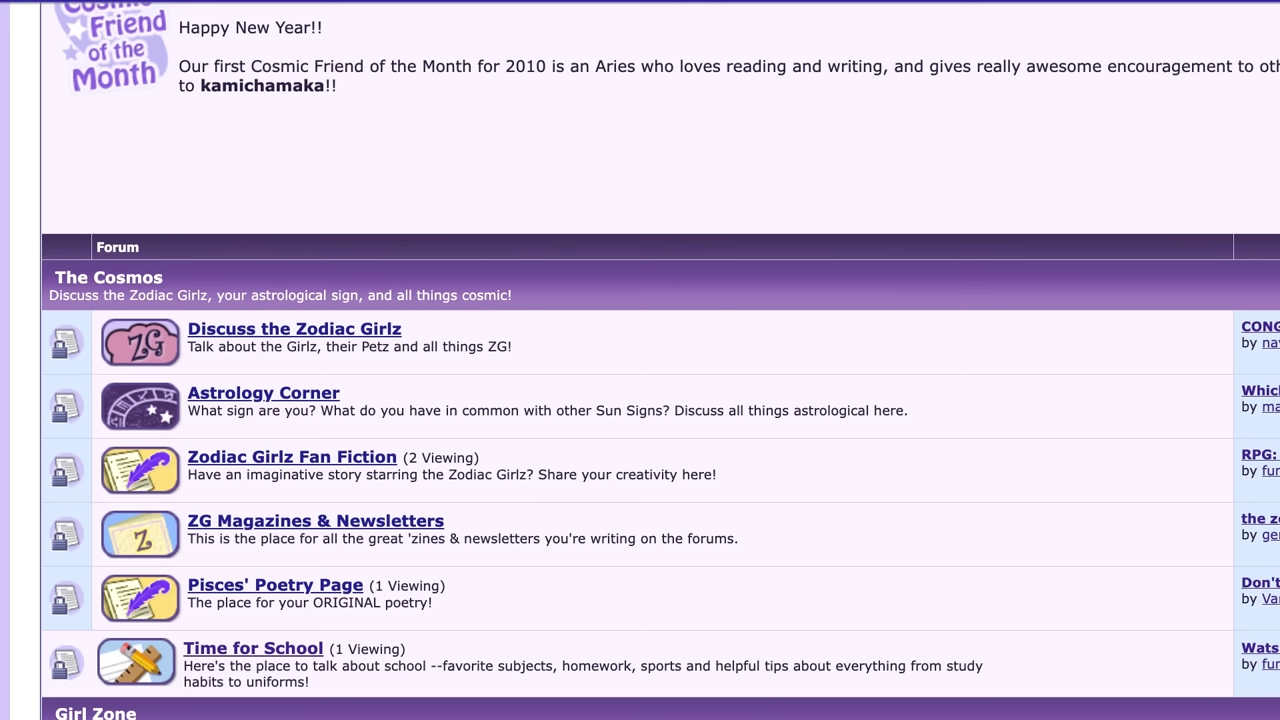 Cosmic
Friend
of the
Month
Happy New Year!!
Our first Cosmic Friend of the Month for 2010 is an Aries who loves reading and writing, and gives really awesome encouragement to
to kamichamaka!!
Forum
The Cosmos
Discuss the Zodiac Girlz, your astrological sign, and all things cosmic!
ZG
Discuss the Zodiac Girlz
Talk about the Girlz, their Petz and all things ZG!
CONG
by
Astrology Corner
What sign are you? What do you have in common with other Sun Signs? Discuss all things astrological here.
by
Zodiac Girlz Fan Fiction (2 Viewing)
Have an imaginative story starring the Zodiac Girlz? Share your creativity here!
RPG:
by
Z
ZG Magazines & Newsletters
This is the place for all the great 'zines & newsletters you're writing on the forums.
the
by
Pisces' Poetry Page (1 Viewing)
The place for your ORIGINAL poetry!
Don't
by
Time for School (1 Viewing)
Here's the place to talk about school --favorite subjects, homework, sports and helpful tips about everything from study
habits to uniforms!
Wats
by
Girl Zone